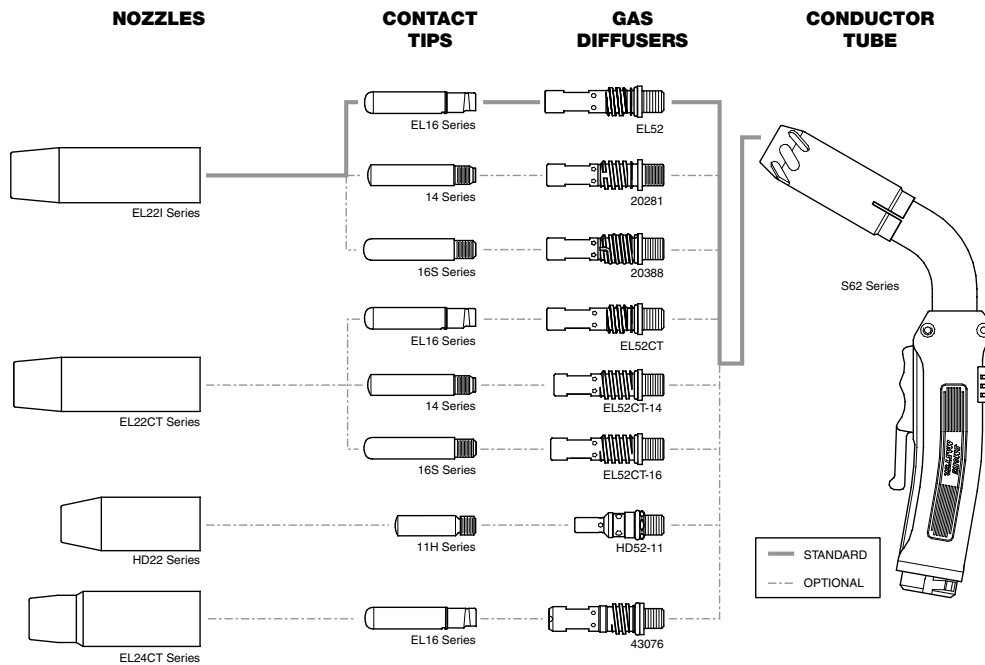 NOZZLES
CONTACT
TIPS
GAS
DIFFUSERS
CONDUCTOR
TUBE
EL22I Series
EL16 Series
EL52
14 Series
20281
16S Series
20388
EL22CT Series
EL16 Series
EL52CT
14 Series
EL52CT-14
16S Series
EL52CT-16
HD22 Series
11H Series
HD52-11
EL24CT Series
EL16 Series
43076
S62 Series
STANDARD
OPTIONAL